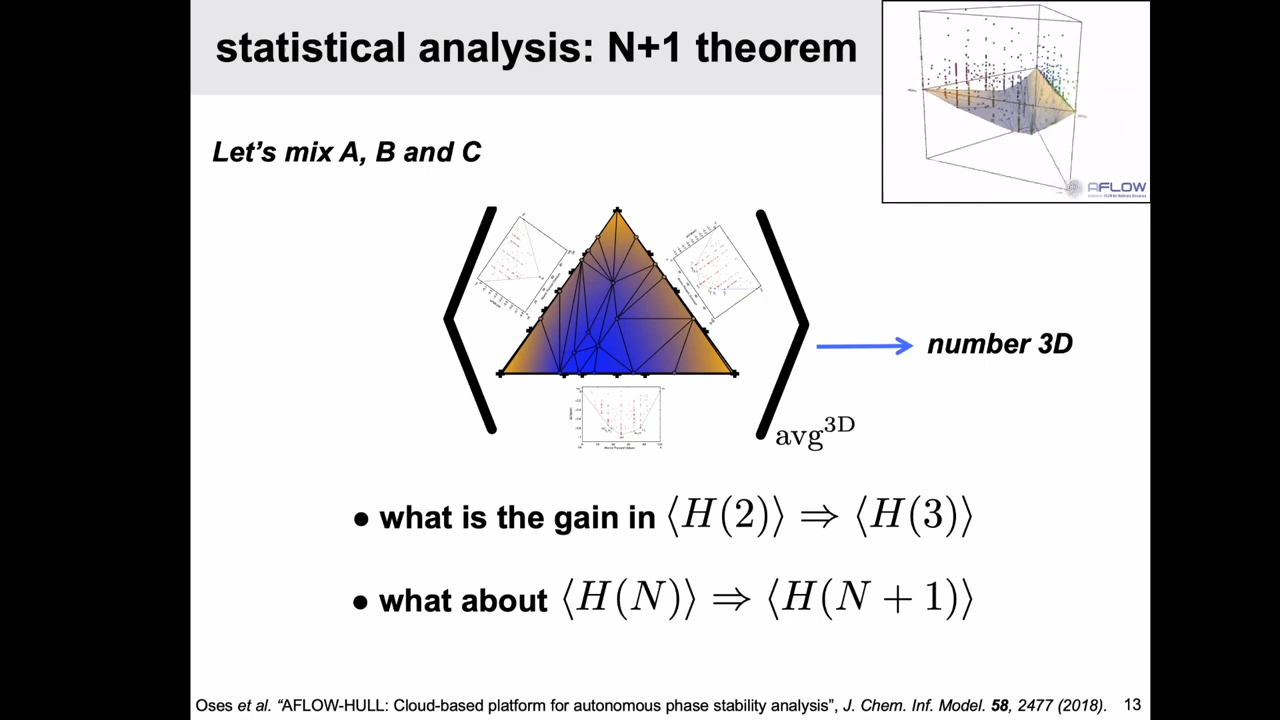 statistical analysis: N+1 theorem
AFLOW
Let's mix A, B and C
number 3D
avg^3D
• what is the gain in ⟨H(2)⟩ ⇒ ⟨H(3)⟩
• what about ⟨H(N)⟩ ⇒ ⟨H(N + 1)⟩
Oses et al. “AFLOW-HULL: Cloud-based platform for autonomous phase stability analysis”, J. Chem. Inf. Model. 58, 2477 (2018). 13